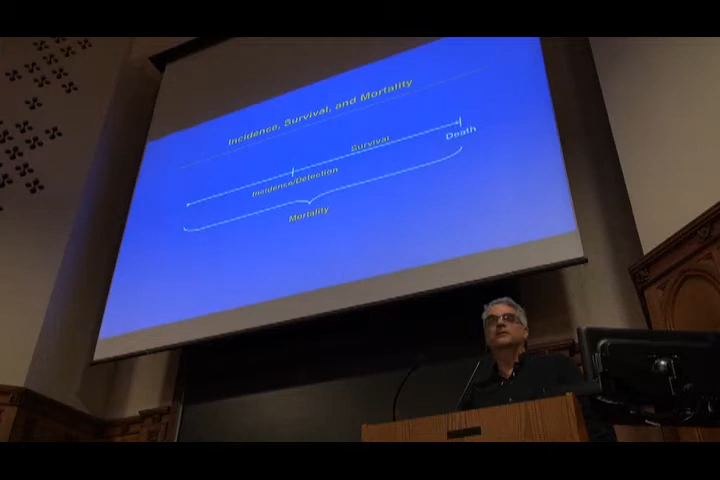 Incidence, Survival, and Mortality
Survival
Death
Incidence/Detection
Mortality